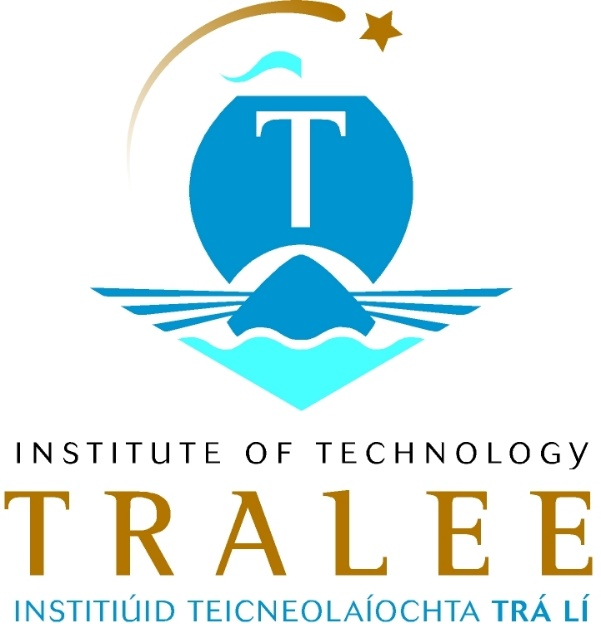 T
INSTITUTE OF TECHNOLOGY
TRALEE
INSTITIÚID TEICNEOLAÍOCHTA TRÁ LÍ